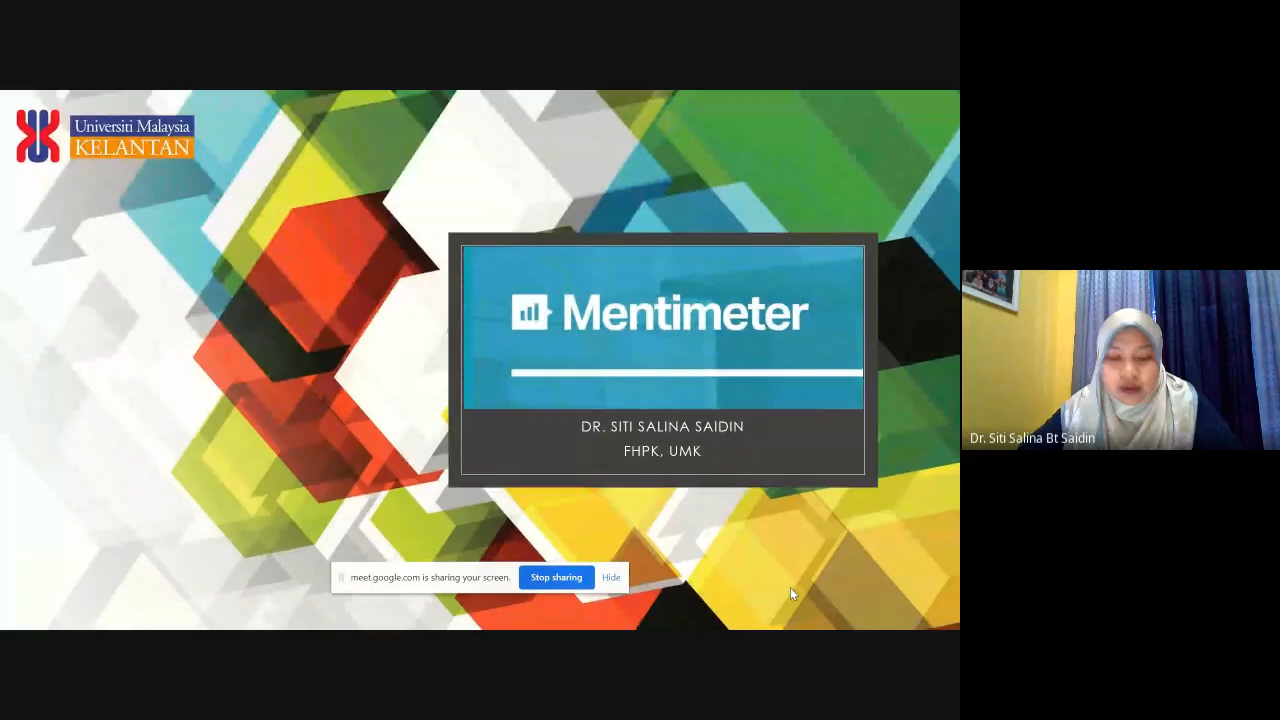 Universiti Malaysia
KELANTAN
Mentimeter
DR. SITI SALINA SAIDIN
FHPK, UMK
meet.google.com is sharing your screen.
Stop sharing
Hide
Dr. Siti Salina Bt Saidin